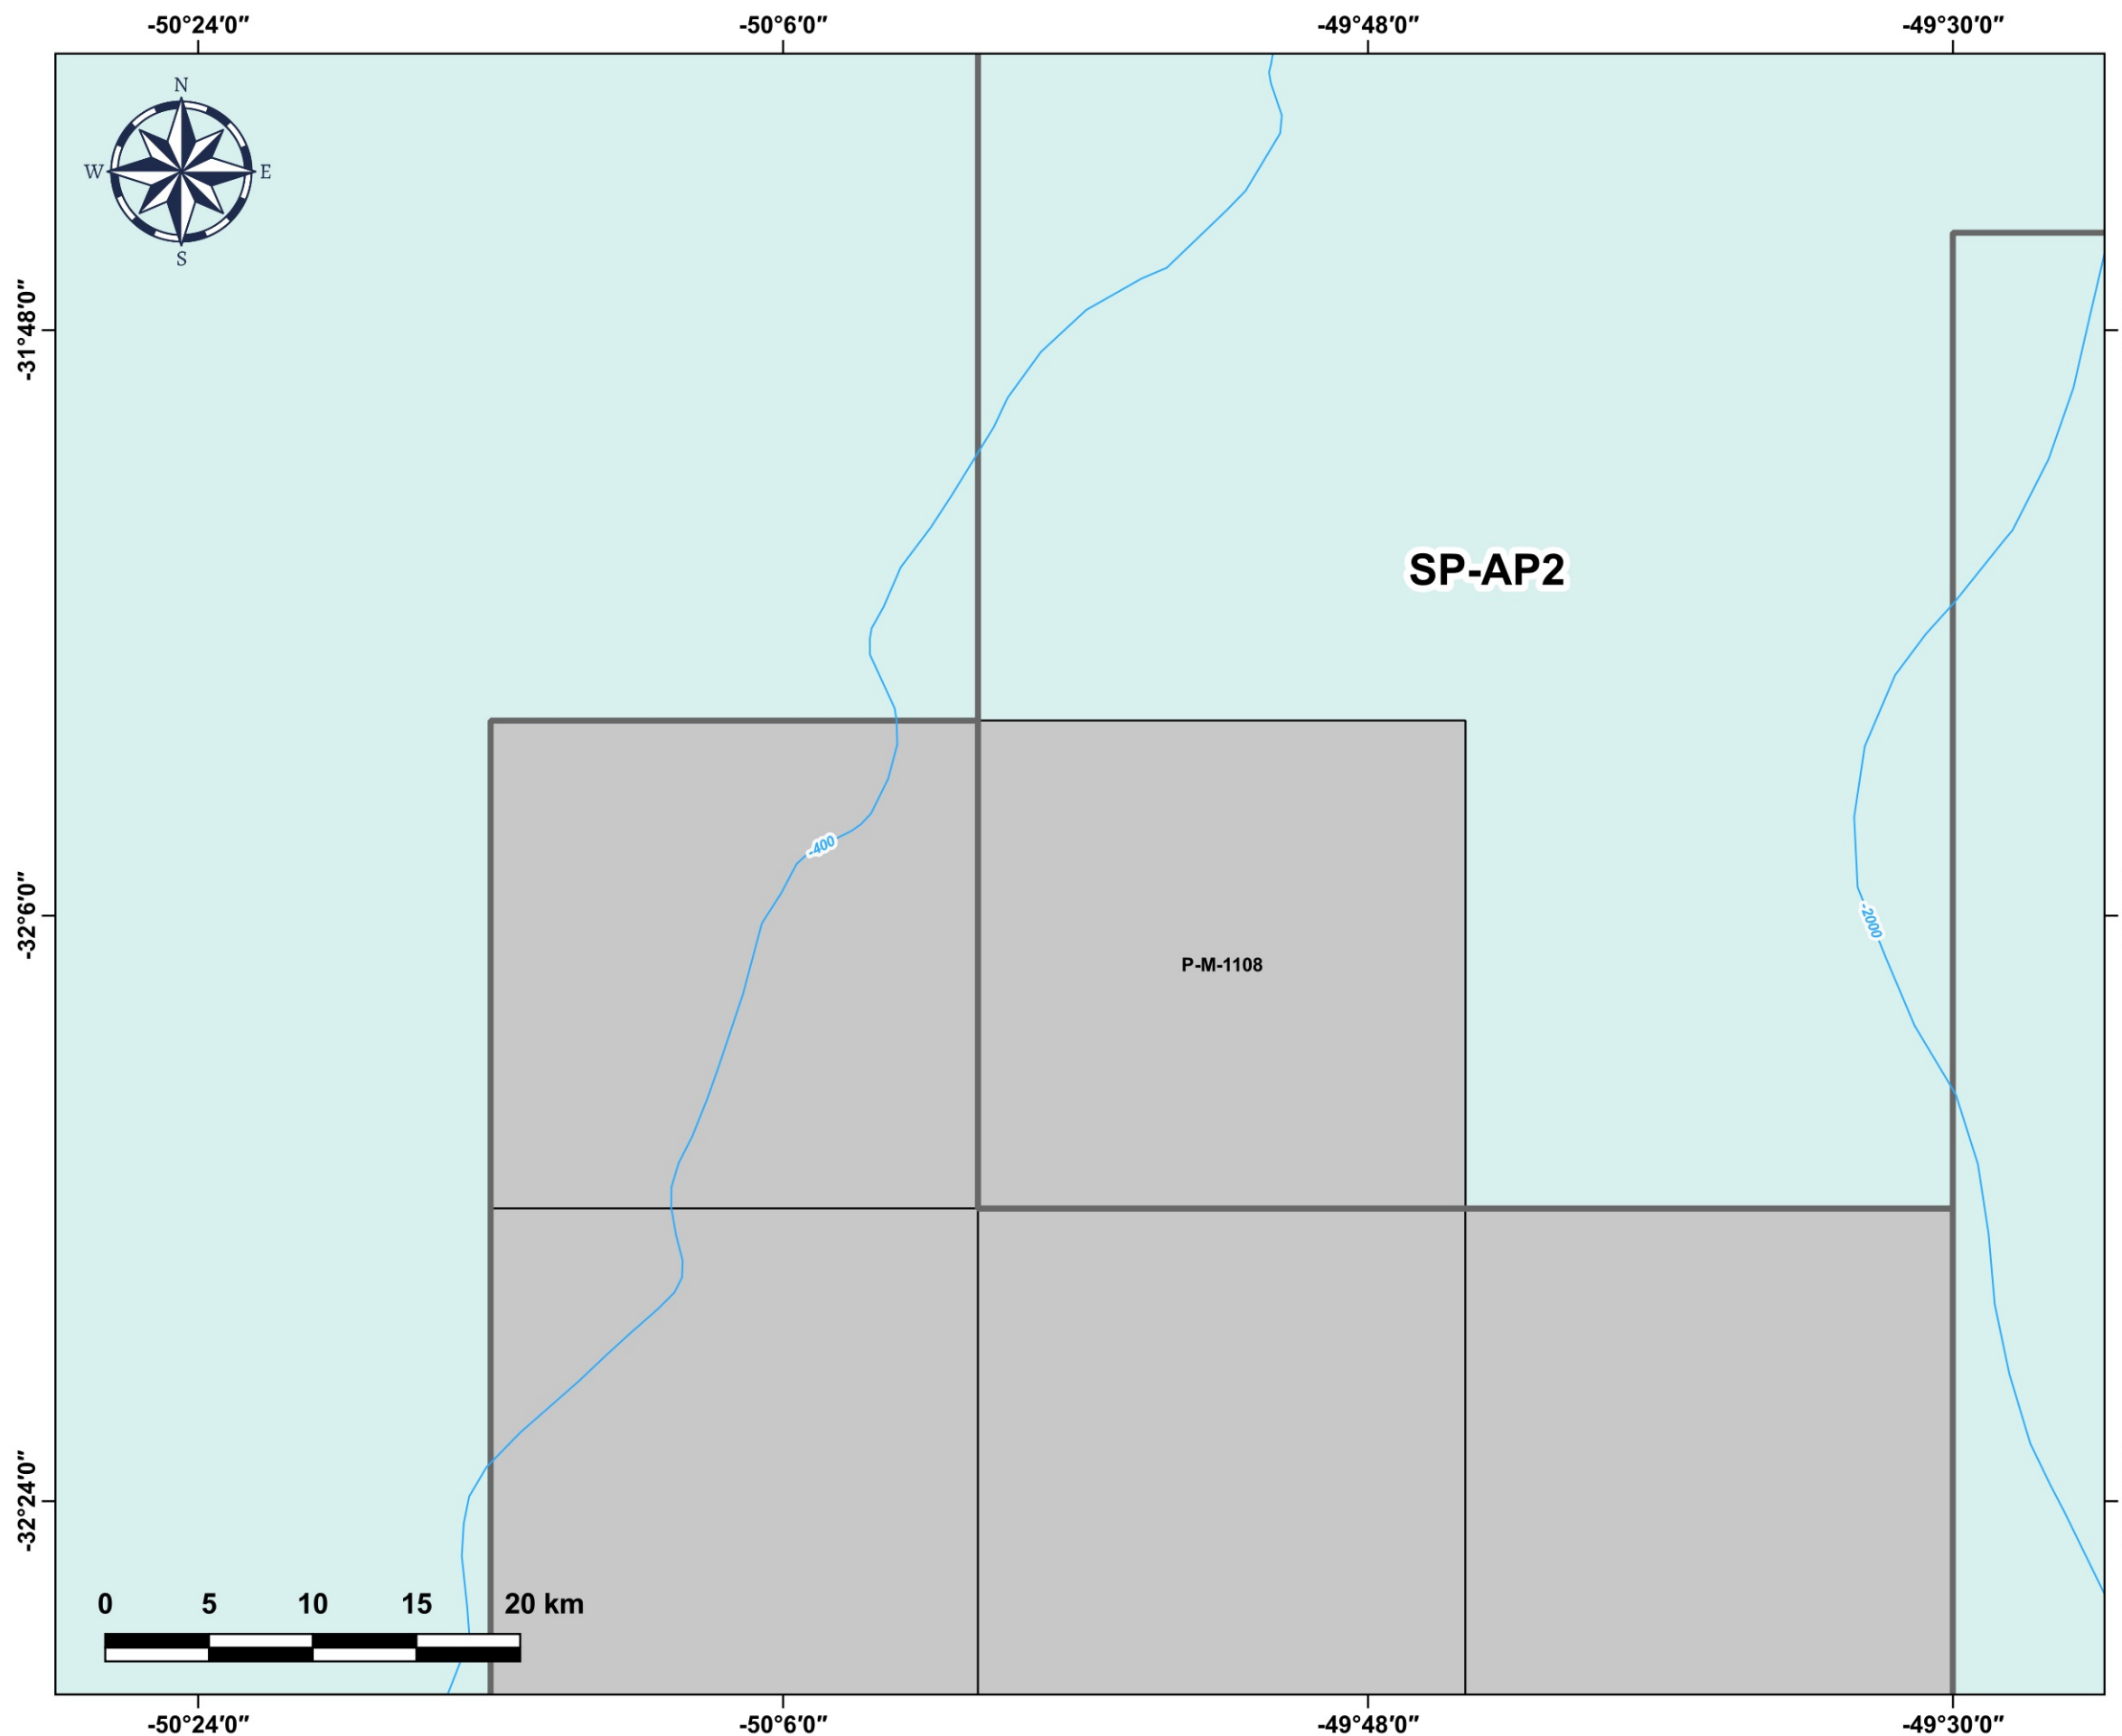 -50°24′0″ -50°6′0″ -49°48′0″ -49°30′0″
N
W E
S
-31°48′0″
SP-AP2
-400
-32°6′0″
-2000
P-M-1108
-32°24′0″
0 5 10 15 20 km
-50°24′0″ -50°6′0″ -49°48′0″ -49°30′0″